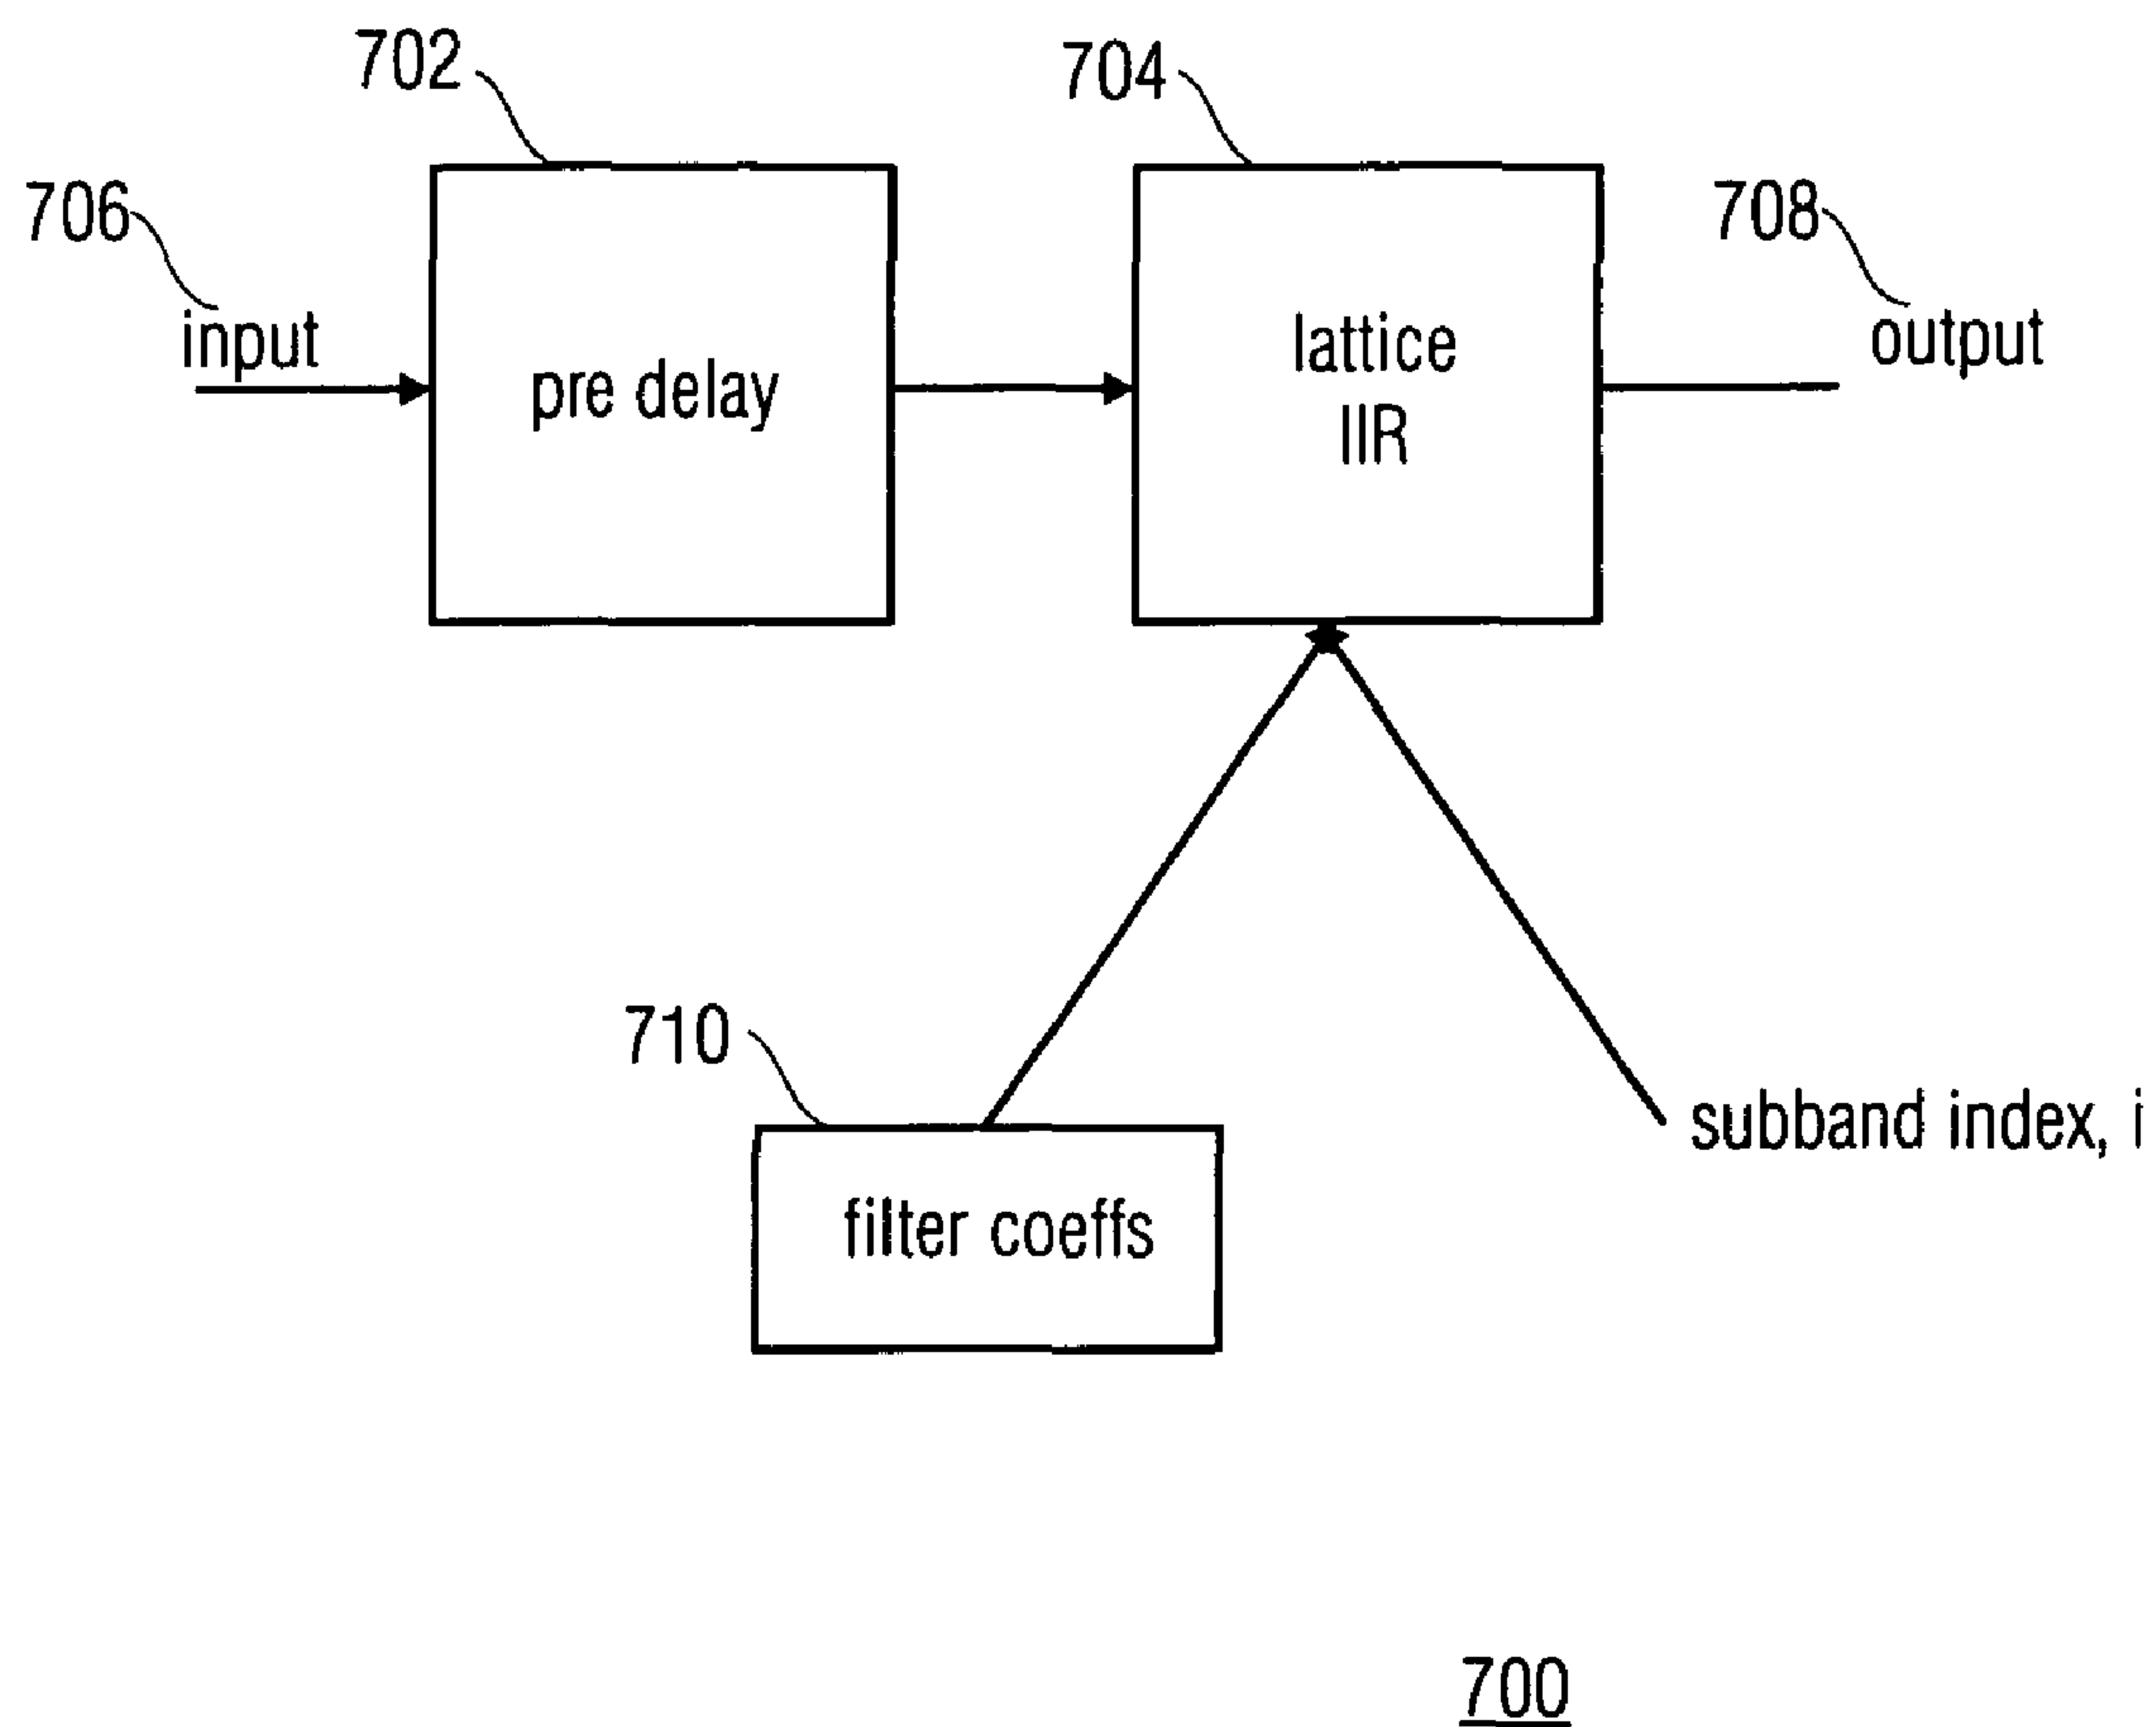 702
704
706
708
input
pre delay
lattice
IIR
output
710
filter coeffs
subband index, i
700